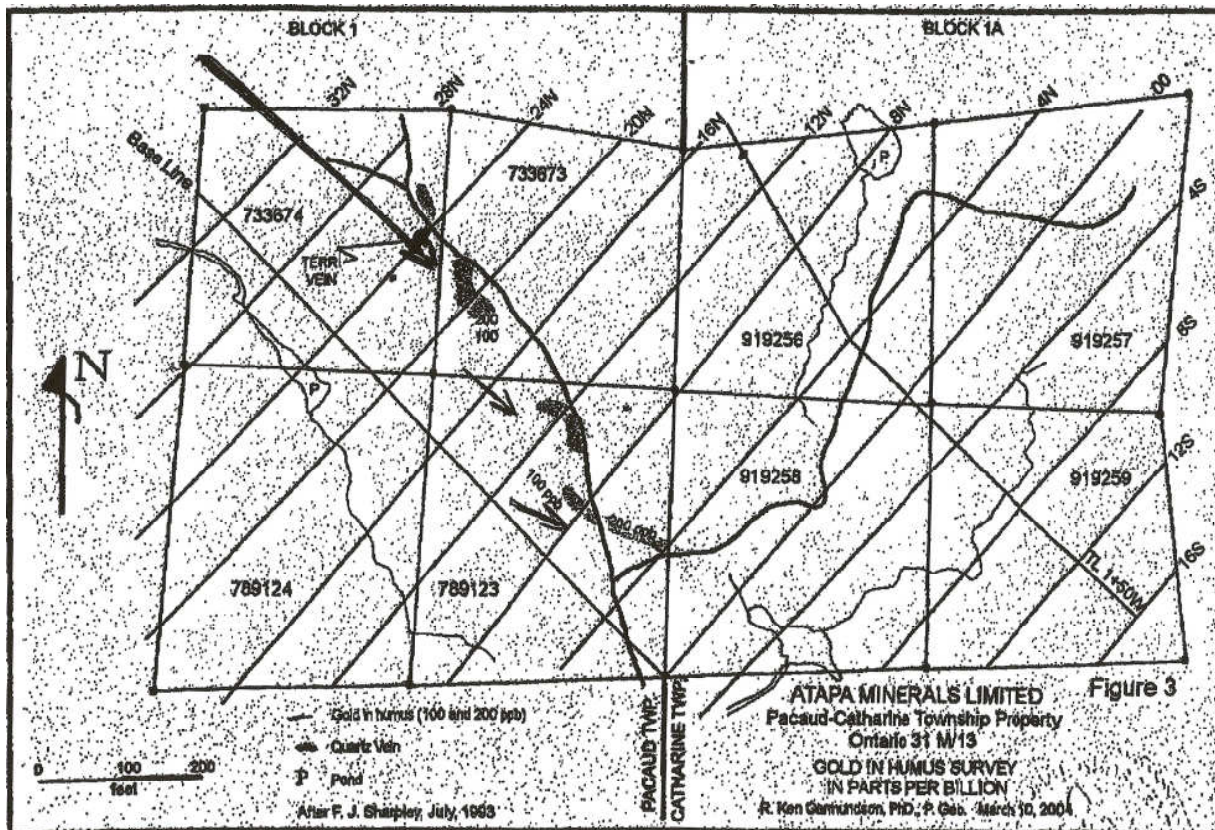 BLOCK 1
BLOCK 1A
32N
28N
24N
20N
16N
12N
8N
4N
00
Base Line
733674
733673
P
4S
TERR
VEIN
200
100
919256
919257
8S
N
P
12S
100 PPB
200 ppb
919258
919259
16S
789124
789123
TL 1+50W
Gold in humus (100 and 200 ppb)
Quartz Vein
P Pond
0 100 200
feet
After F. J. Sharpley, July, 1993
PACAUD TWP.
CATHARINE TWP.
ATAPA MINERALS LIMITED
Figure 3
Pacaud-Catharine Township Property
Ontario 31 M/13
GOLD IN HUMUS SURVEY
IN PARTS PER BILLION
R. Ken Germundson, PhD., P. Geo. March 10, 2004